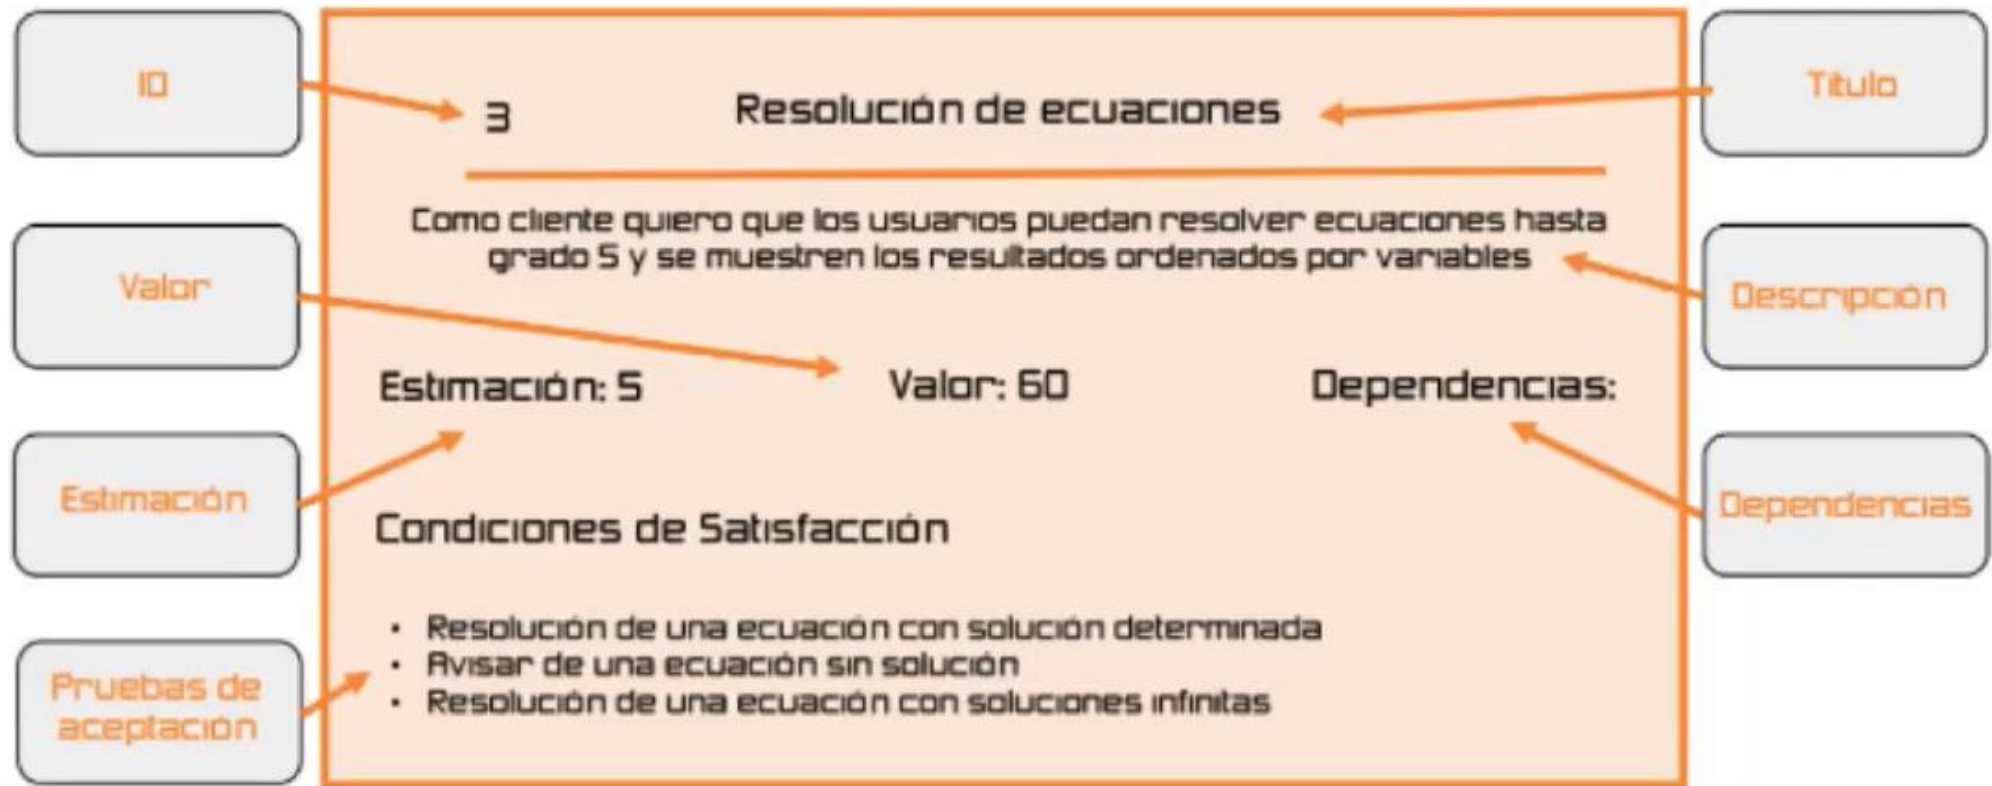 ID
3
Resolución de ecuaciones
Título
Como cliente quiero que los usuarios puedan resolver ecuaciones hasta
grado 5 y se muestren los resultados ordenados por variables
Valor
Descripción
Estimación: 5
Valor: 60
Dependencias:
Estimación
Dependencias
Condiciones de Satisfacción
• Resolución de una ecuación con solución determinada
• Avisar de una ecuación sin solución
• Resolución de una ecuación con soluciones infinitas
Pruebas de
aceptación